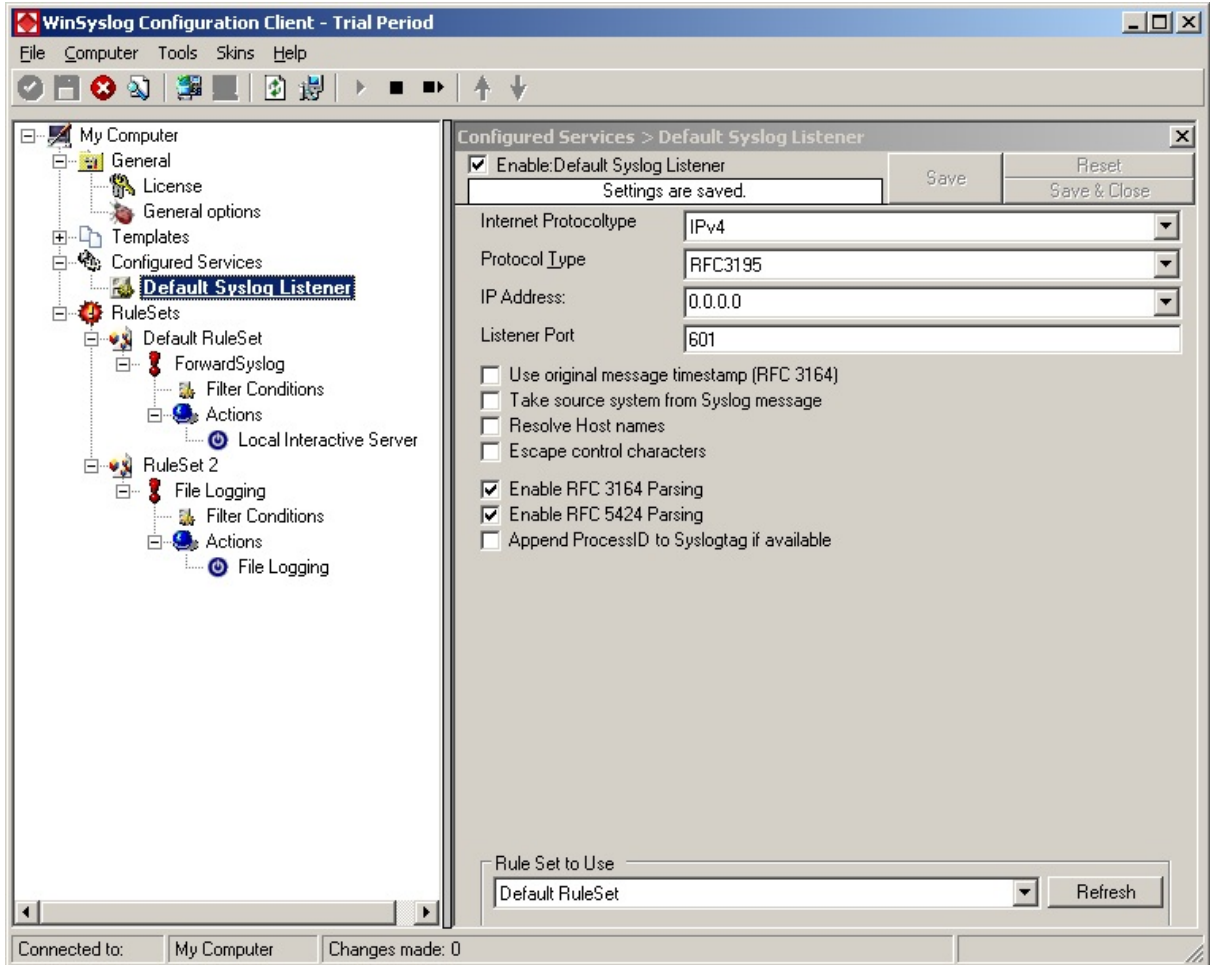 WinSyslog Configuration Client - Trial Period
File Computer Tools Skins Help
My Computer
General
License
General options
Templates
Configured Services
Default Syslog Listener
RuleSets
Default RuleSet
ForwardSyslog
Filter Conditions
Actions
Local Interactive Server
RuleSet 2
File Logging
Filter Conditions
Actions
File Logging
Configured Services > Default Syslog Listener
Enable:Default Syslog Listener
Settings are saved.
Save
Reset
Save & Close
Internet Protocoltype IPv4
Protocol Type RFC3195
IP Address: 0.0.0.0
Listener Port 601
Use original message timestamp (RFC 3164)
Take source system from Syslog message
Resolve Host names
Escape control characters
Enable RFC 3164 Parsing
Enable RFC 5424 Parsing
Append ProcessID to Syslogtag if available
Rule Set to Use
Default RuleSet Refresh
Connected to: My Computer Changes made: 0